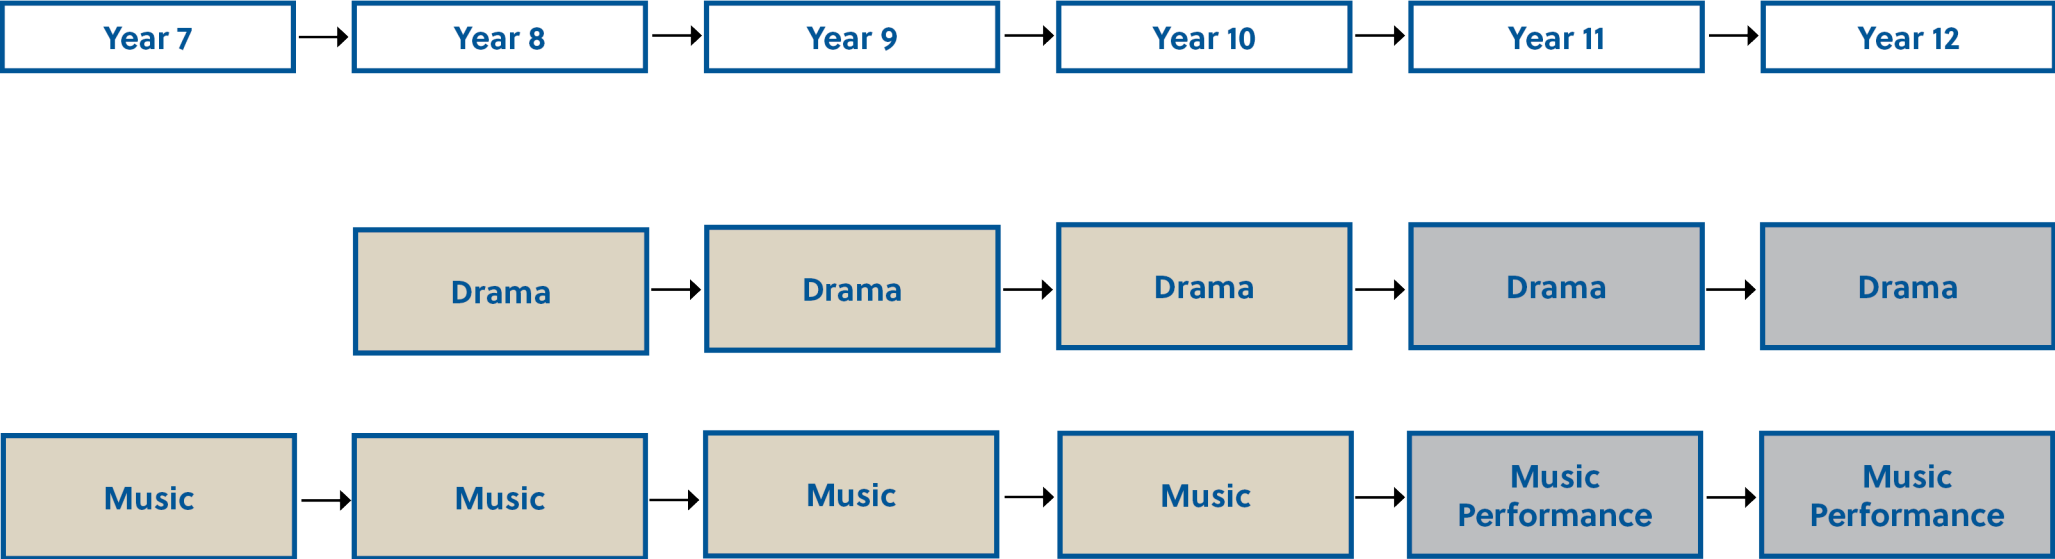 Year 7
Year 8
Year 9
Year 10
Year 11
Year 12
Drama
Drama
Drama
Drama
Drama
Music
Music
Music
Music
Music
Performance
Music
Performance